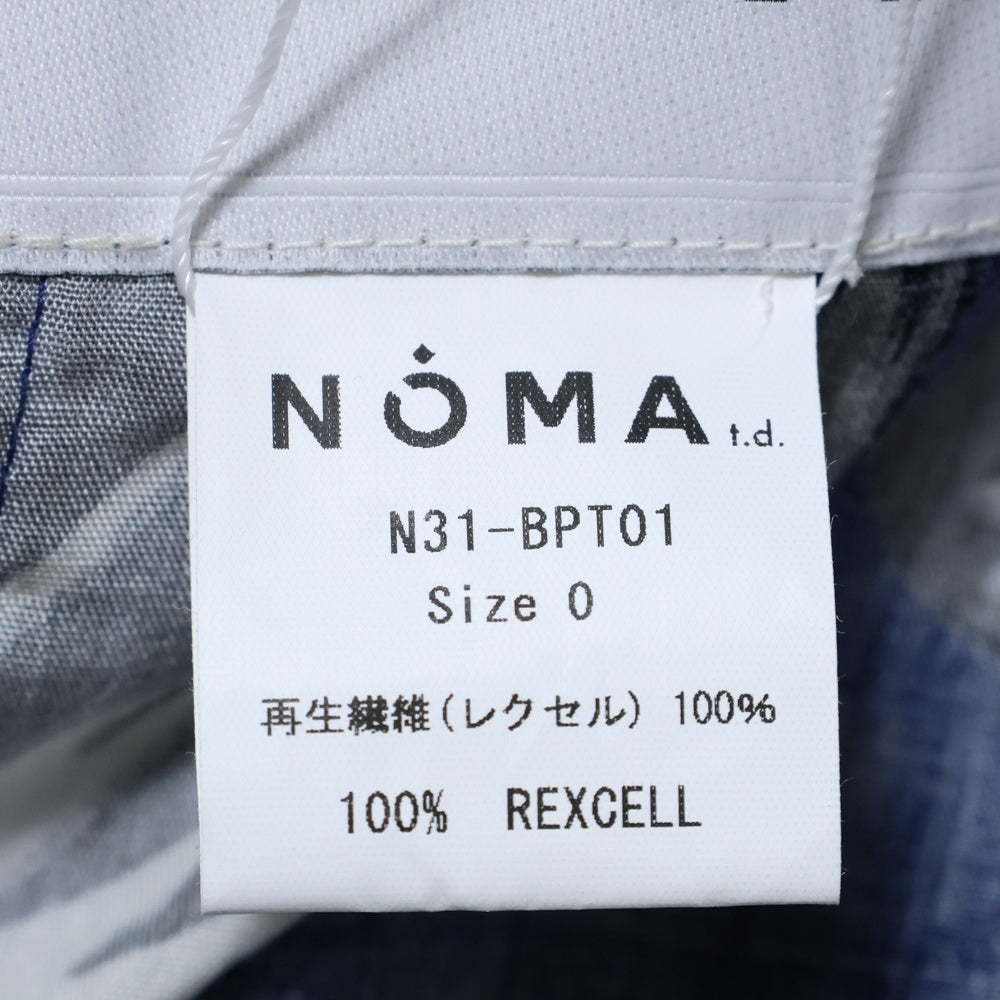 NOMA t.d.
N31-BPT01
Size 0
再生繊維(レクセル) 100%
100% REXCELL